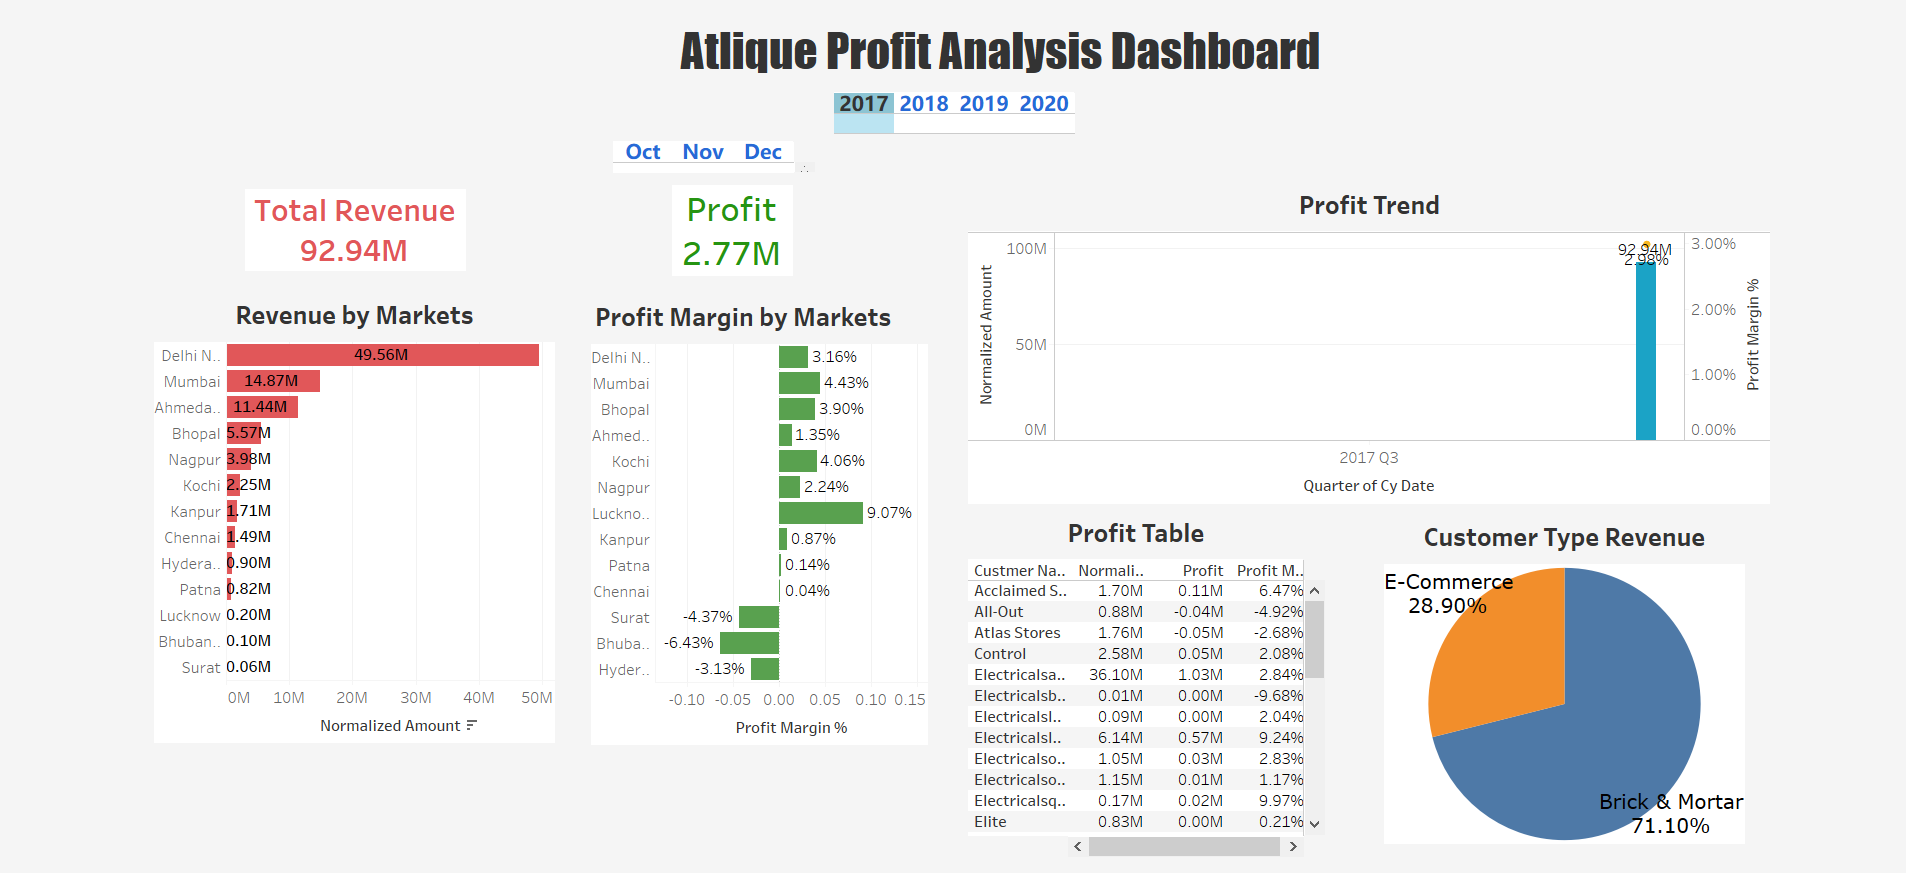 Atlique Profit Analysis Dashboard
2017 2018 2019 2020
Oct Nov Dec
Total Revenue
92.94M
Profit
2.77M
Revenue by Markets
Delhi N.. 49.56M
Mumbai 14.87M
Ahmeda.. 11.44M
Bhopal 5.57M
Nagpur 3.98M
Kochi 2.25M
Kanpur 1.71M
Chennai 1.49M
Hydera.. 0.90M
Patna 0.82M
Lucknow 0.20M
Bhuban.. 0.10M
Surat 0.06M
0M 10M 20M 30M 40M 50M
Normalized Amount
Profit Margin by Markets
Delhi N.. 3.16%
Mumbai 4.43%
Bhopal 3.90%
Ahmed.. 1.35%
Kochi 4.06%
Nagpur 2.24%
Luckno.. 9.07%
Kanpur 0.87%
Patna 0.14%
Chennai 0.04%
Surat -4.37%
Bhuba.. -6.43%
Hyder.. -3.13%
-0.10 -0.05 0.00 0.05 0.10 0.15
Profit Margin %
Profit Trend
Normalized Amount
100M
50M
0M
92.94M
2.98%
3.00%
2.00%
1.00%
0.00%
Profit Margin %
2017 Q3
Quarter of Cy Date
Profit Table
Custmer Na.. Normali.. Profit Profit M..
Acclaimed S.. 1.70M 0.11M 6.47%
All-Out 0.88M -0.04M -4.92%
Atlas Stores 1.76M -0.05M -2.68%
Control 2.58M 0.05M 2.08%
Electricalsa.. 36.10M 1.03M 2.84%
Electricalsb.. 0.01M 0.00M -9.68%
Electricalsl.. 0.09M 0.00M 2.04%
Electricalsl.. 6.14M 0.57M 9.24%
Electricalso.. 1.05M 0.03M 2.83%
Electricalso.. 1.15M 0.01M 1.17%
Electricalsq.. 0.17M 0.02M 9.97%
Elite 0.83M 0.00M 0.21%
Customer Type Revenue
E-Commerce
28.90%
Brick & Mortar
71.10%